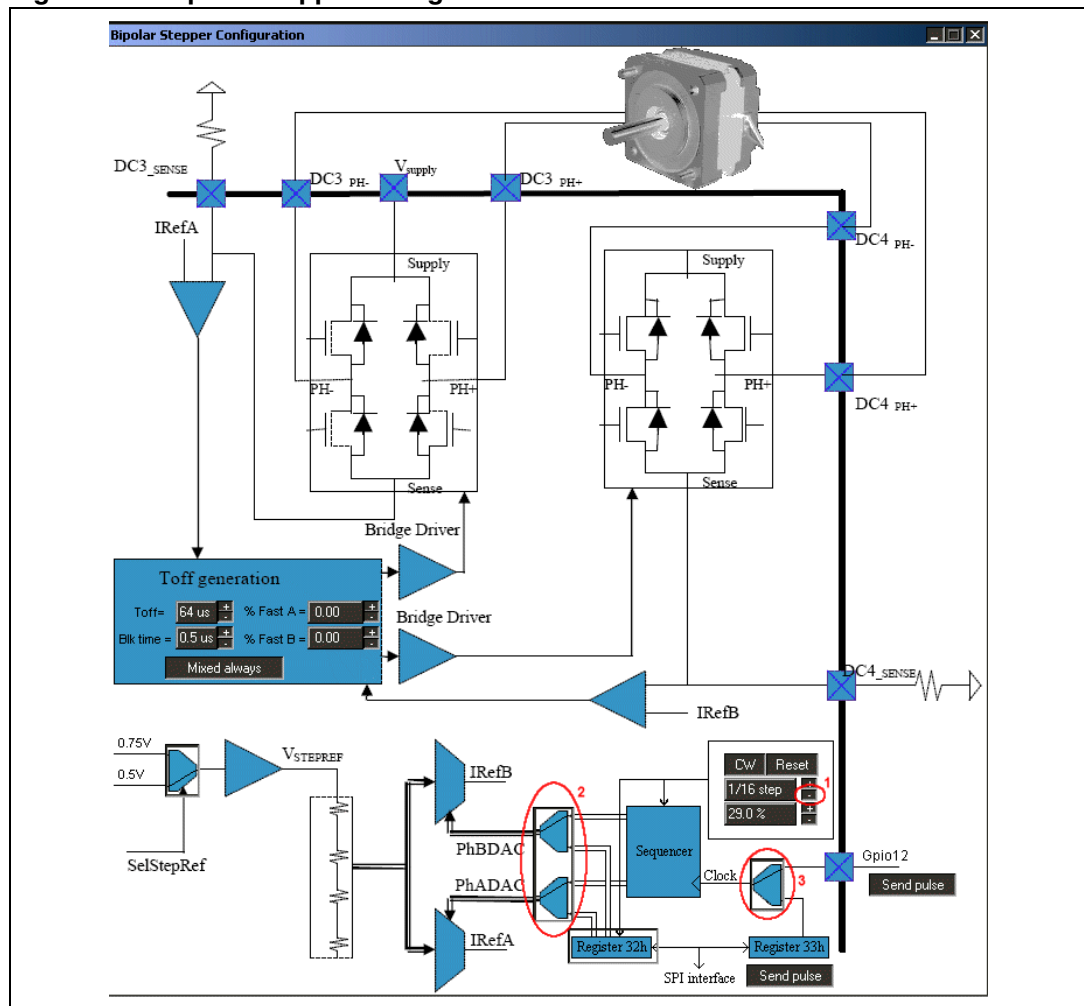 Bipolar Stepper Configuration
DC3_SENSE
DC3 PH-
Vsupply
DC3 PH+
IRefA
DC4 PH-
Supply
Supply
PH-
PH+
PH-
PH+
DC4 PH+
Sense
Sense
Bridge Driver
Toff generation
Toff= 64 us + - % Fast A = 0.00 + -
Blk time = 0.5 us + - % Fast B = 0.00 + -
Mixed always
Bridge Driver
DC4_SENSE
IRefB
0.75V
0.5V
VSTEPREF
SelStepRef
IRefB
PhBDAC
PhADAC
IRefA
2
CW Reset
1/16 step + - 1
29.0 % + -
Sequencer
Clock
3
Gpio12
Send pulse
Register 32h
Register 33h
SPI interface
Send pulse